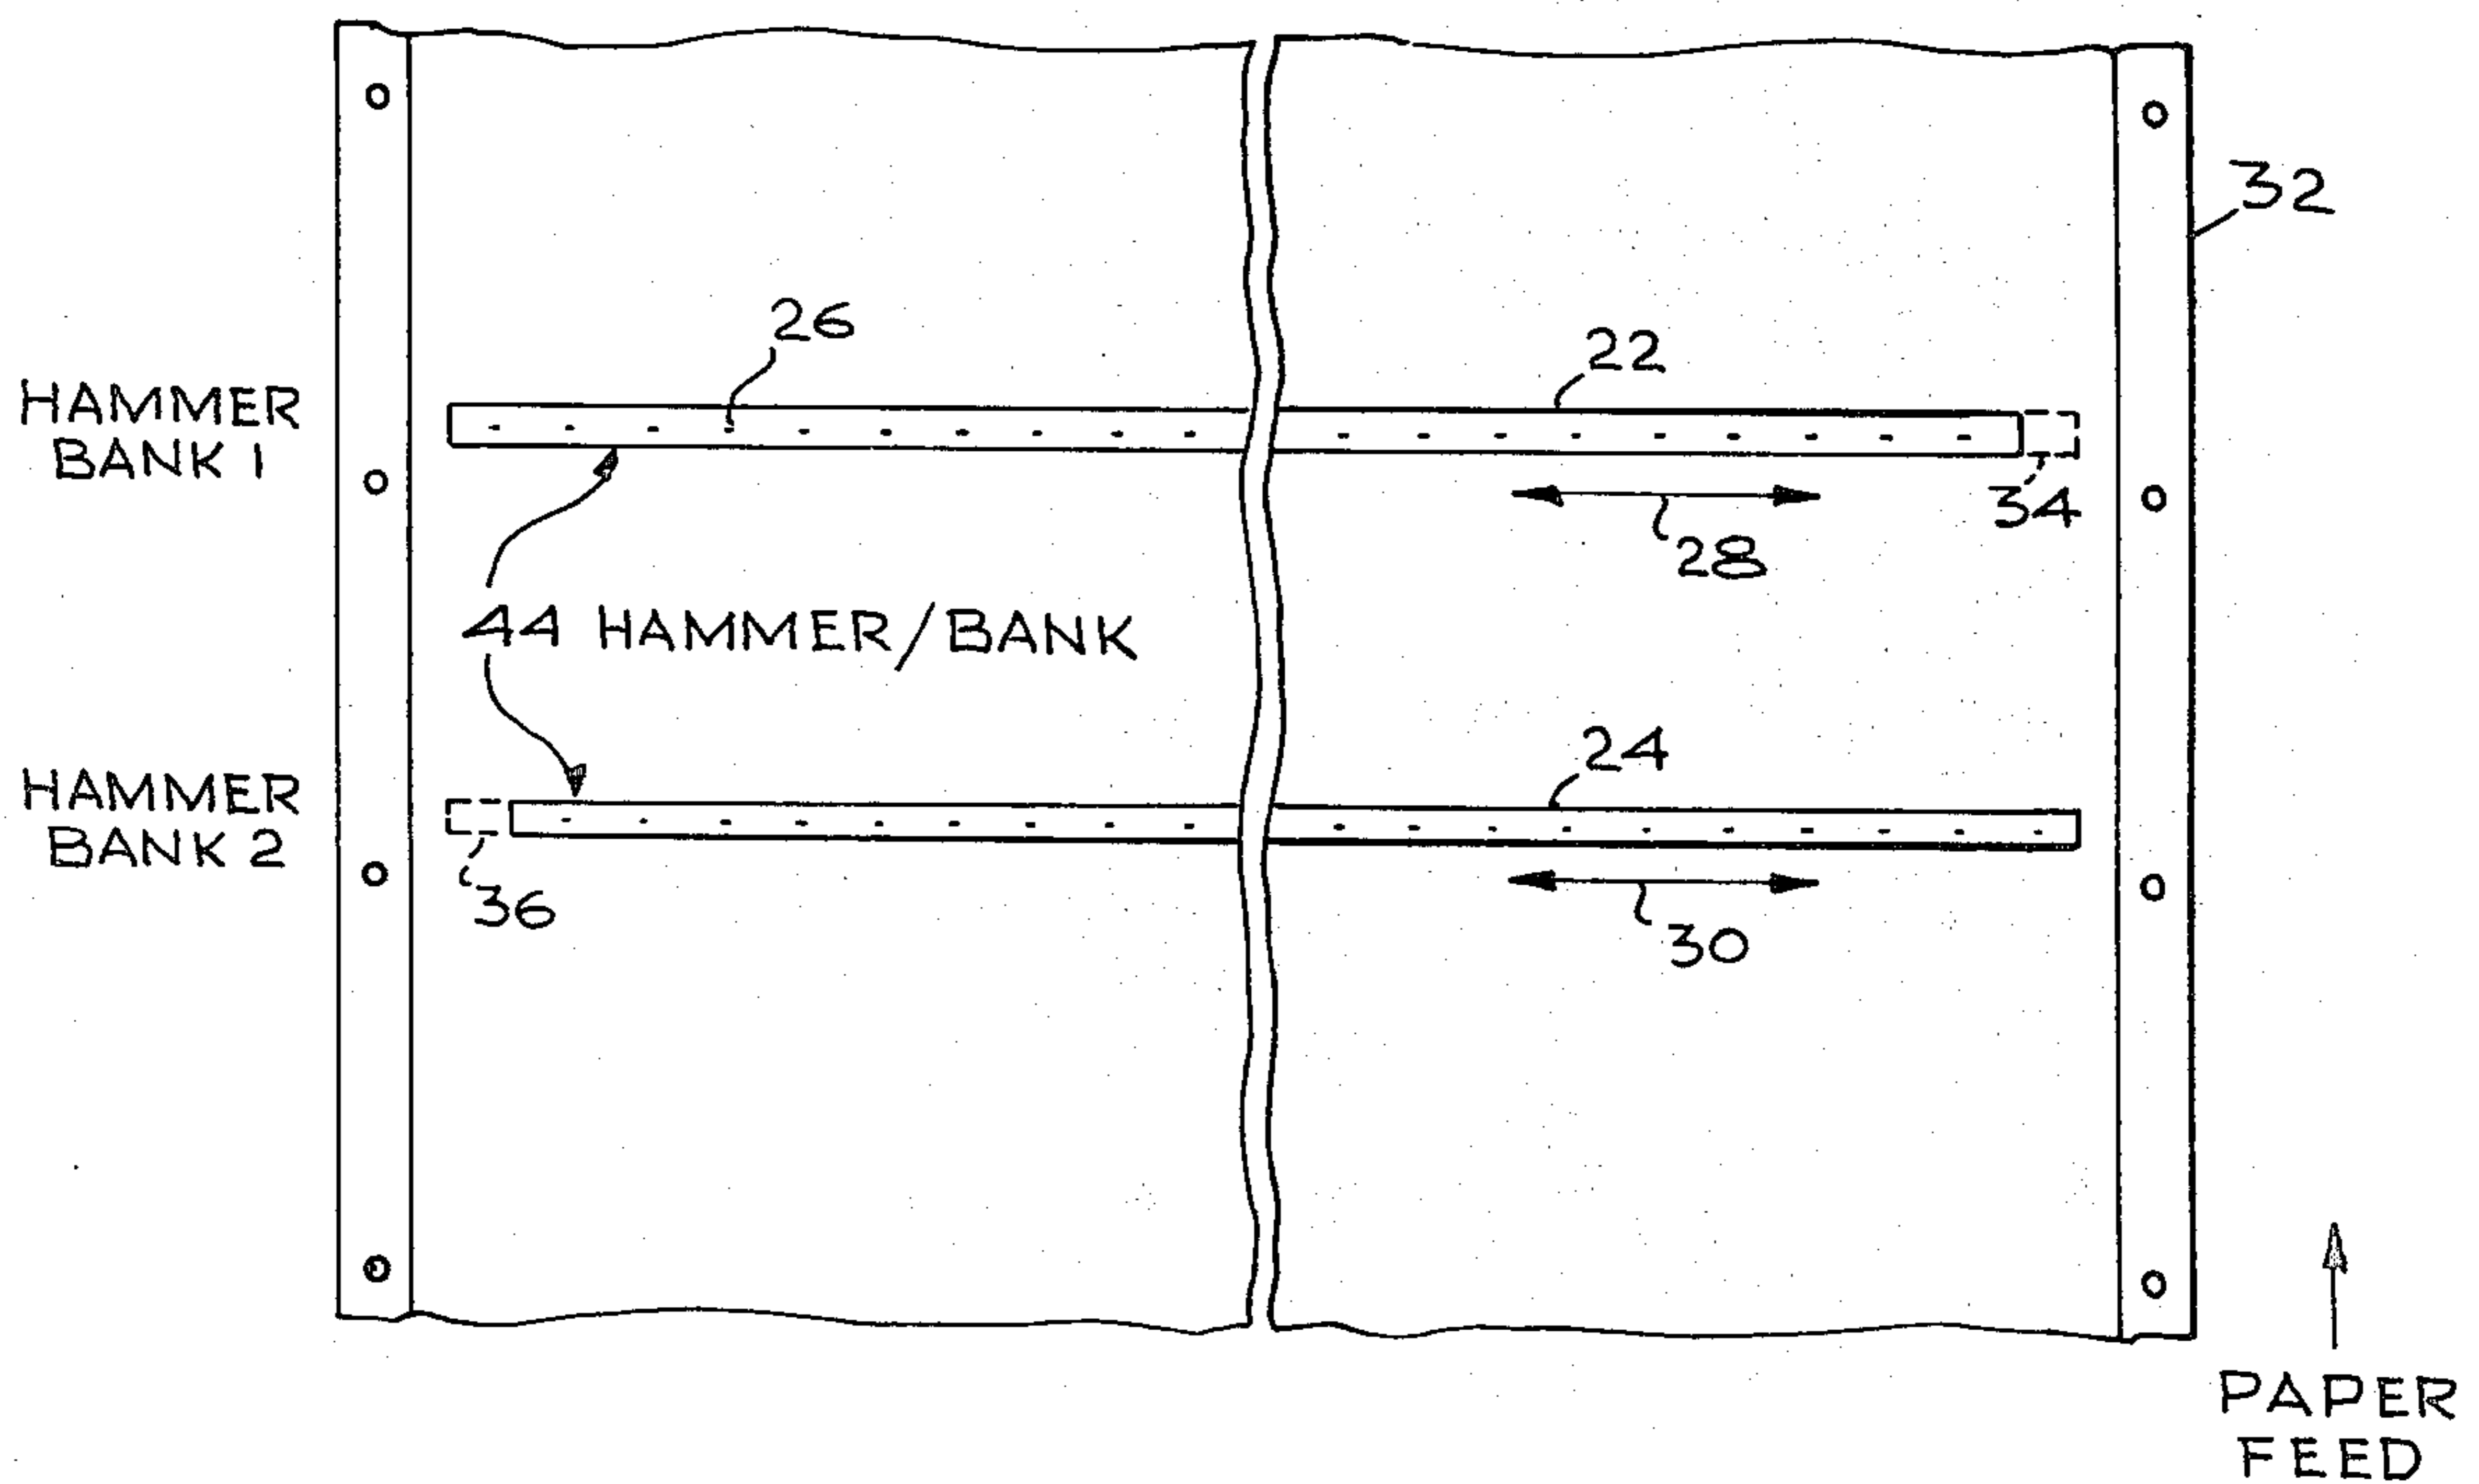 32
26
22
HAMMER
BANK 1
34
28
44 HAMMER/BANK
24
HAMMER
BANK 2
36
30
PAPER
FEED